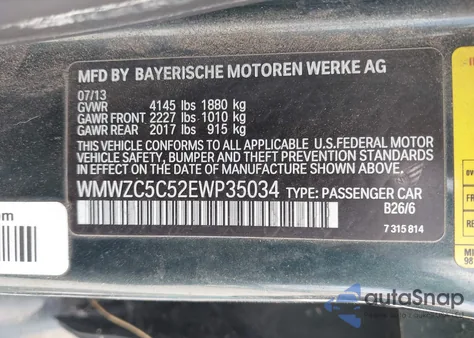 MFD BY BAYERISCHE MOTOREN WERKE AG
07/13
GVWR 4145 lbs 1880 kg
GAWR FRONT 2227 lbs 1010 kg
GAWR REAR 2017 lbs 915 kg
THIS VEHICLE CONFORMS TO ALL APPLICABLE U.S.FEDERAL MOTOR
VEHICLE SAFETY, BUMPER AND THEFT PREVENTION STANDARDS
IN EFFECT ON THE DATE OF MANUFACTURE SHOWN ABOVE.
WMWZC5C52EWP35034 TYPE: PASSENGER CAR
B26/6
7 315 814
autoSnap